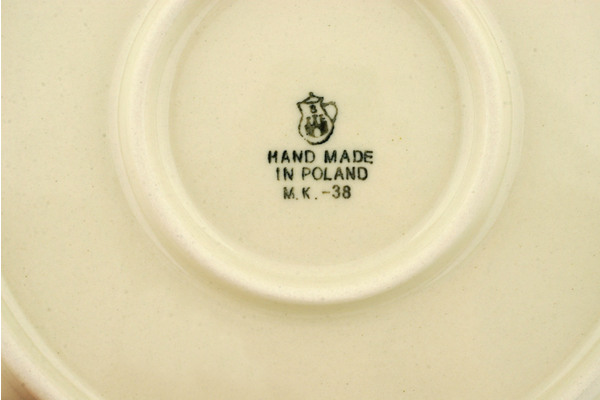 B
HAND MADE
IN POLAND
M.K.-38